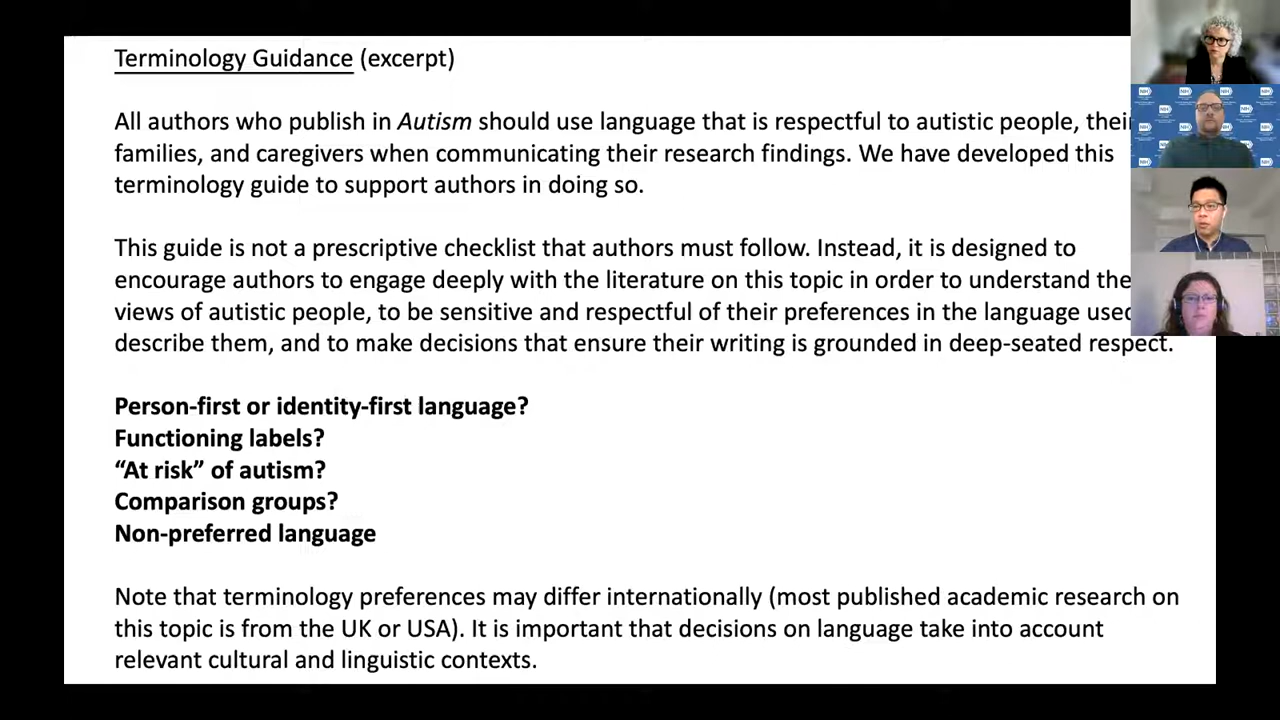 Terminology Guidance (excerpt)
All authors who publish in Autism should use language that is respectful to autistic people, their
families, and caregivers when communicating their research findings. We have developed this
terminology guide to support authors in doing so.
This guide is not a prescriptive checklist that authors must follow. Instead, it is designed to
encourage authors to engage deeply with the literature on this topic in order to understand the
views of autistic people, to be sensitive and respectful of their preferences in the language used
describe them, and to make decisions that ensure their writing is grounded in deep-seated respect.
Person-first or identity-first language?
Functioning labels?
“At risk” of autism?
Comparison groups?
Non-preferred language
Note that terminology preferences may differ internationally (most published academic research on
this topic is from the UK or USA). It is important that decisions on language take into account
relevant cultural and linguistic contexts.
NIH